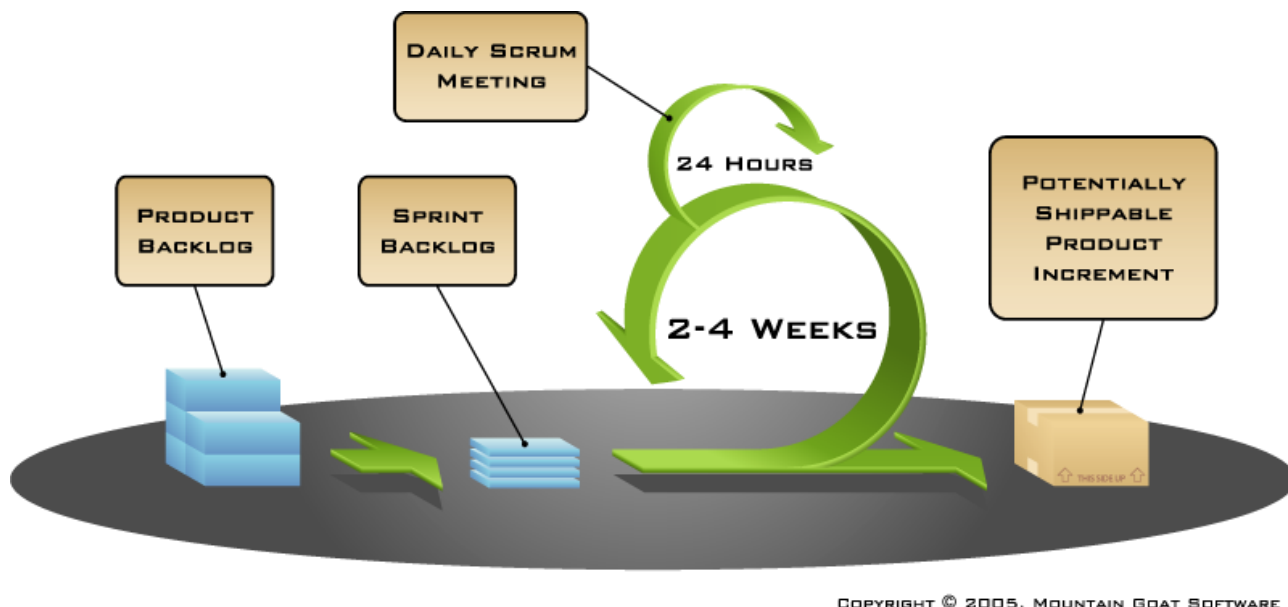 DAILY SCRUM
MEETING
24 HOURS
PRODUCT
BACKLOG
SPRINT
BACKLOG
POTENTIALLY
SHIPPABLE
PRODUCT
INCREMENT
2-4 WEEKS
THIS SIDE UP
COPYRIGHT © 2005, MOUNTAIN GOAT SOFTWARE